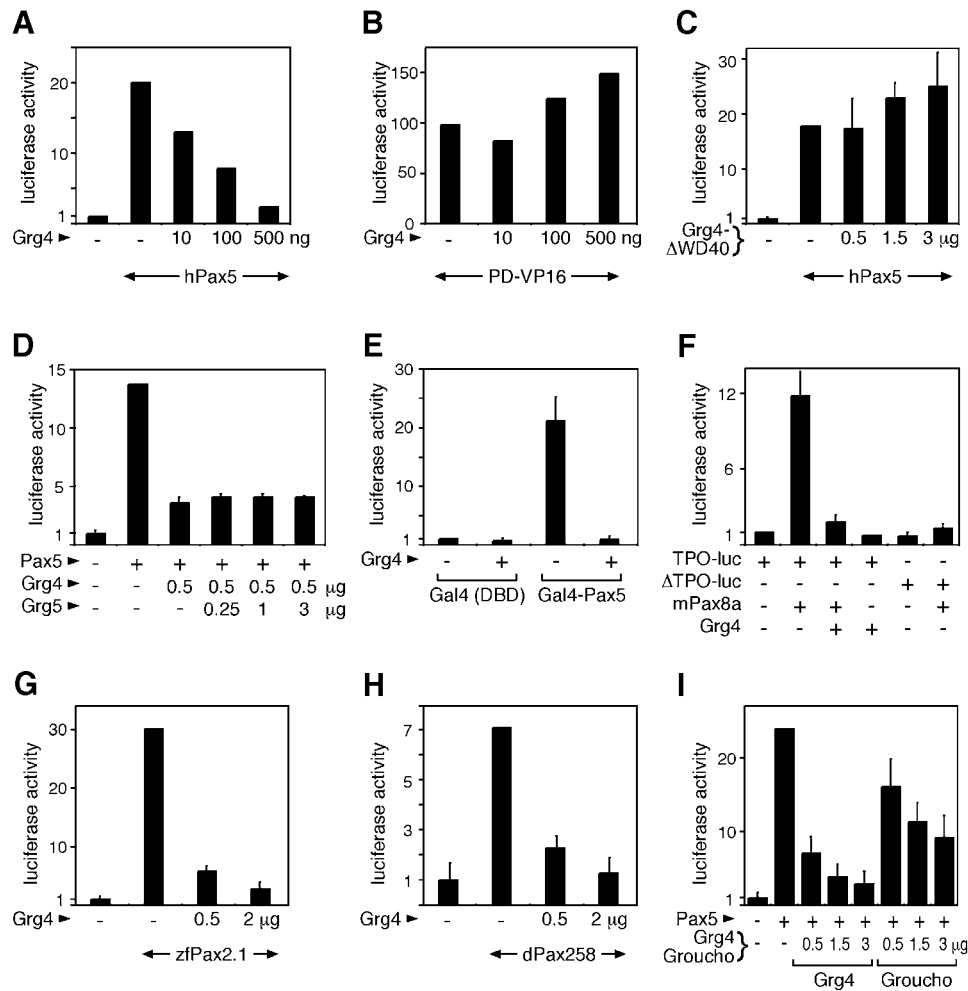 A
luciferase activity
20
10
1
Grg4 ► - - 10 100 500 ng
hPax5
B
luciferase activity
150
100
50
0
Grg4 ► - - 10 100 500 ng
PD-VP16
C
luciferase activity
30
20
10
1
Grg4-
ΔWD40
- - 0.5 1.5 3 µg
hPax5
D
luciferase activity
15
10
5
1
Pax5 ► - + + + + +
Grg4 ► - - 0.5 0.5 0.5 0.5 µg
Grg5 ► - - - 0.25 1 3 µg
E
luciferase activity
30
20
10
1
Grg4 ► - + - +
Gal4 (DBD) Gal4-Pax5
F
luciferase activity
12
6
1
TPO-luc + + + + - -
ΔTPO-luc - - - - + +
mPax8a - + + - - +
Grg4 - - + + - -
G
luciferase activity
30
10
1
Grg4 ► - - 0.5 2 µg
zfPax2.1
H
luciferase activity
7
5
3
1
Grg4 ► - - 0.5 2 µg
dPax258
I
luciferase activity
20
10
1
Pax5 ► - + + + + + + +
Grg4
Groucho
- - 0.5 1.5 3 0.5 1.5 3 µg
Grg4 Groucho